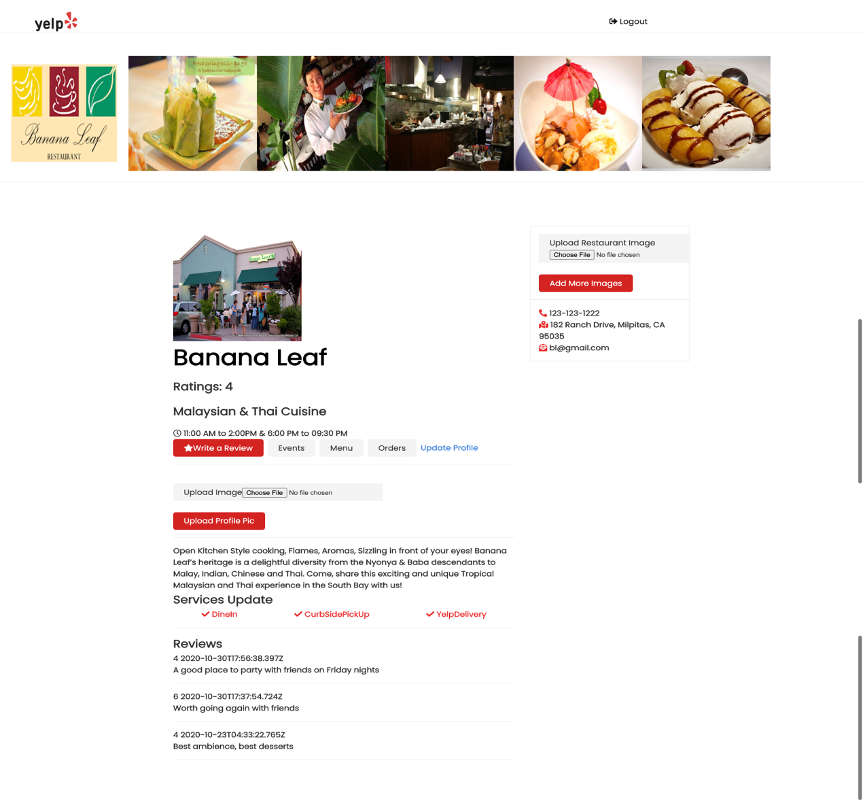 yelp
Logout
Banana Leaf
RESTAURANT
Upload Restaurant Image
Choose File No file chosen
Add More Images
123-123-1222
182 Ranch Drive, Milpitas, CA
95035
bl@gmail.com
Banana Leaf
Ratings: 4
Malaysian & Thai Cuisine
11:00 AM to 2:00PM & 6:00 PM to 09:30 PM
Write a Review Events Menu Orders Update Profile
Upload Image Choose File No file chosen
Upload Profile Pic
Open Kitchen Style cooking, Flames, Aromas, Sizzling in front of your eyes! Banana
Leaf's heritage is a delightful diversity from the Nyonya & Baba descendants to
Malay, Indian, Chinese and Thai. Come, share this exciting and unique Tropical
Malaysian and Thai experience in the South Bay with us!
Services Update
DineIn CurbSidePickUp YelpDelivery
Reviews
4 2020-10-30T17:56:38.397Z
A good place to party with friends on Friday nights
6 2020-10-30T17:37:54.724Z
Worth going again with friends
4 2020-10-23T04:33:22.765Z
Best ambience, best desserts